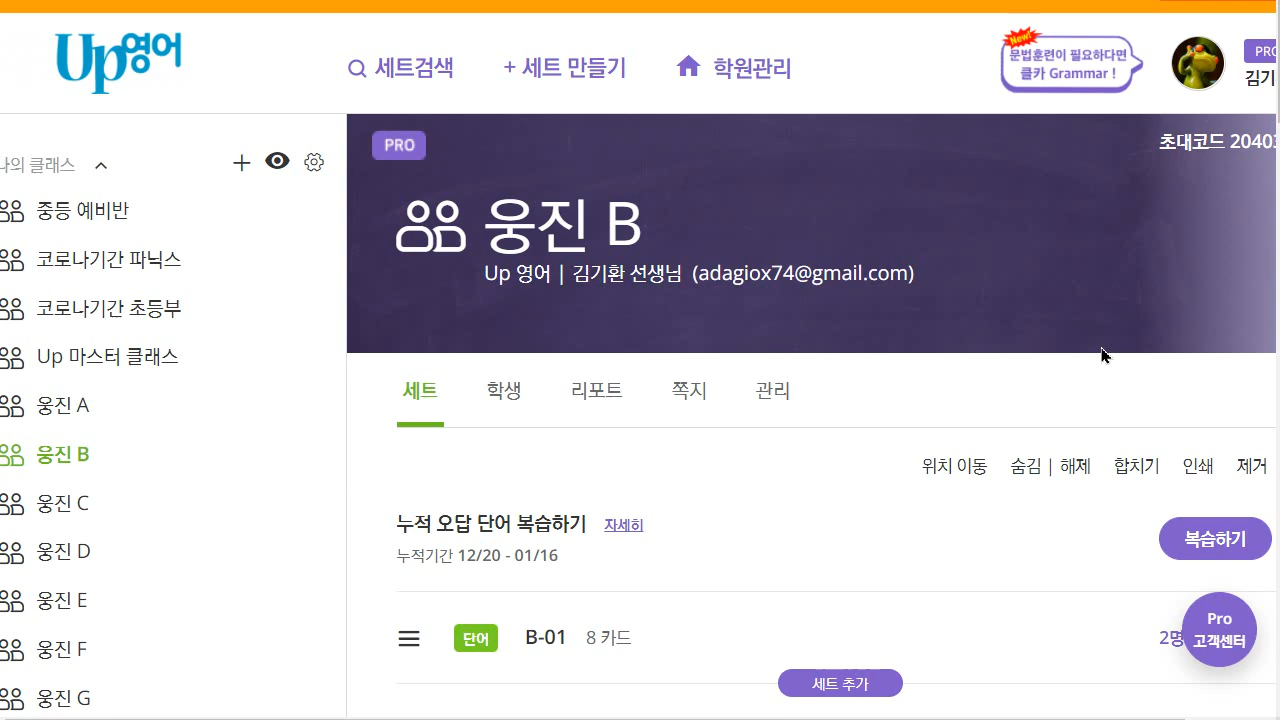 Up영어
세트검색
+ 세트 만들기
학원관리
New!
문법훈련이 필요하다면
클카 Grammar !
PRO
김기
나의 클래스
중등 예비반
코로나기간 파닉스
코로나기간 초등부
Up 마스터 클래스
웅진 A
웅진 B
웅진 C
웅진 D
웅진 E
웅진 F
웅진 G
PRO
초대코드 2040
웅진 B
Up 영어 | 김기환 선생님 (adagiox74@gmail.com)
세트 학생 리포트 쪽지 관리
위치 이동 숨김 | 해제 합치기 인쇄 제거
누적 오답 단어 복습하기 자세히
누적기간 12/20 - 01/16
복습하기
단어 B-01 8 카드
2명
Pro
고객센터
세트 추가